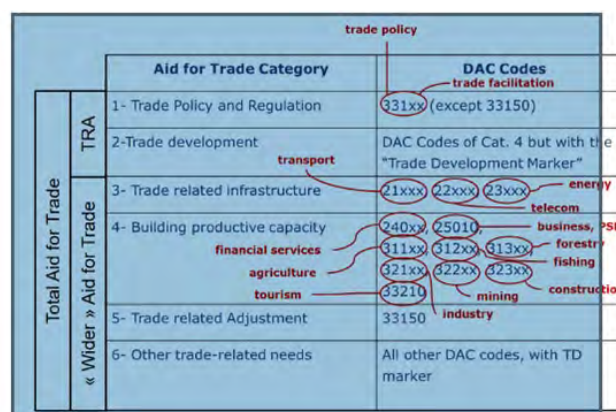 trade policy
Aid for Trade Category DAC Codes
trade facilitation
1- Trade Policy and Regulation 331xx (except 33150)
2-Trade development DAC Codes of Cat. 4 but with the
"Trade Development Marker"
transport
3- Trade related infrastructure 21xxx, 22xxx, 23xxx
energy
telecom
4- Building productive capacity 240xx, 25010,
business, PS
financial services 311xx, 312xx, 313xx
forestry
fishing
agriculture 321xx, 322xx 323xx
constructio
tourism 33210
mining
industry
5- Trade related Adjustment 33150
6- Other trade-related needs All other DAC codes, with TD
marker
Total Aid for Trade
TRA
« Wider » Aid for Trade